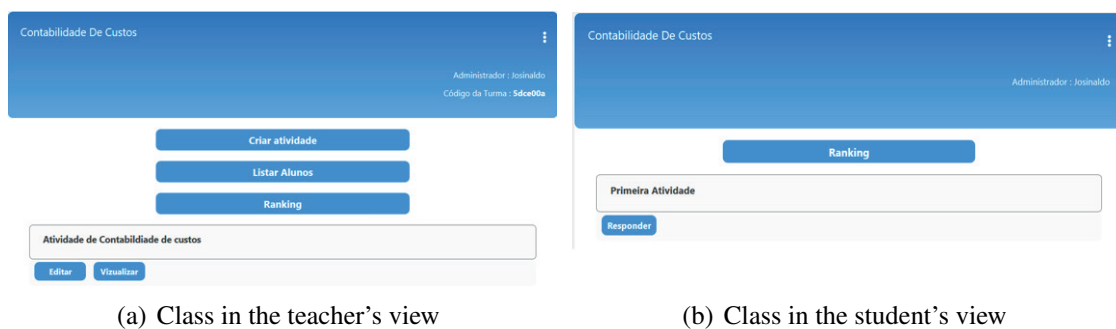 Contabilidade De Custos
Administrador : Josinaldo
Código da Turma : 5dce00a
Criar atividade
Listar Alunos
Ranking
Atividade de Contabildiade de custos
Editar
Vizualizar
(a) Class in the teacher's view
Contabilidade De Custos
Administrador : Josinaldo
Ranking
Primeira Atividade
Responder
(b) Class in the student's view